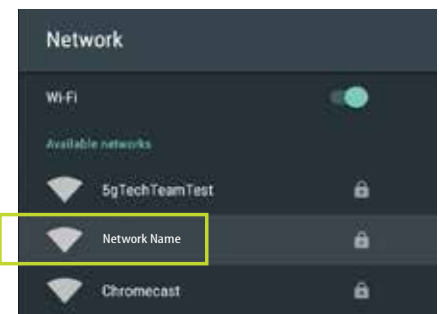 Network
Wi-Fi
Available networks
5gTechTeamTest
Network Name
Chromecast